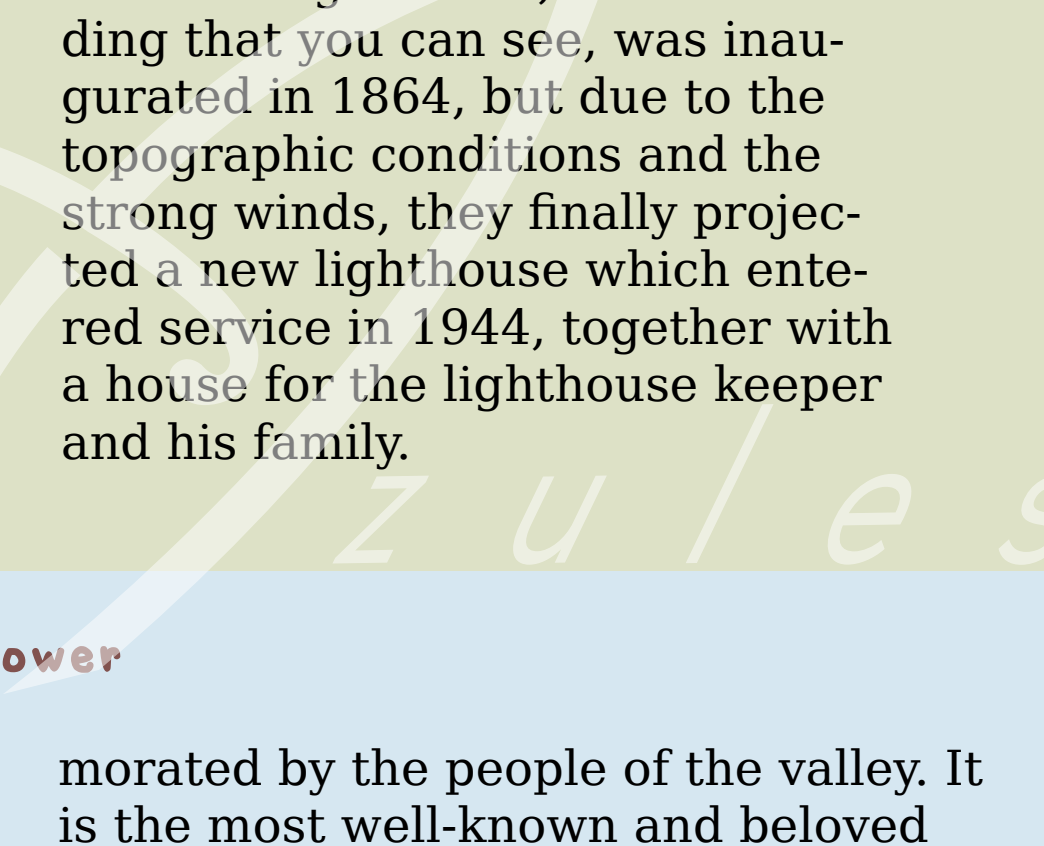 ding that you can see, was inau-
gurated in 1864, but due to the
topographic conditions and the
strong winds, they finally projec-
ted a new lighthouse which ente-
red service in 1944, together with
a house for the lighthouse keeper
and his family.
zules
ower
morated by the people of the valley. It
is the most well-known and beloved